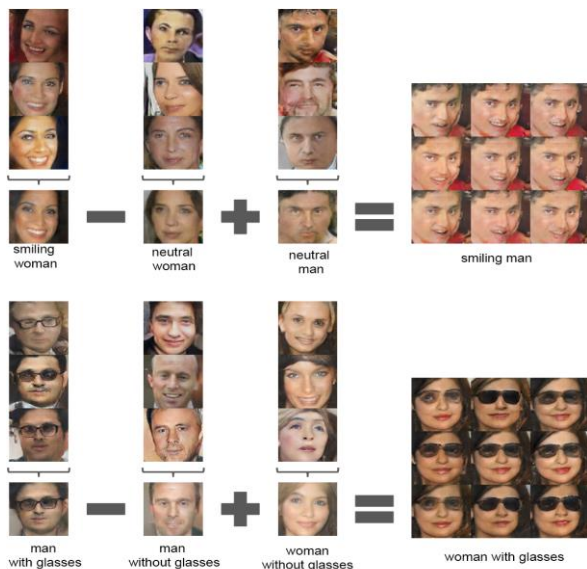 smiling
woman
neutral
woman
neutral
man
smiling man
man
with glasses
man
without glasses
woman
without glasses
woman with glasses